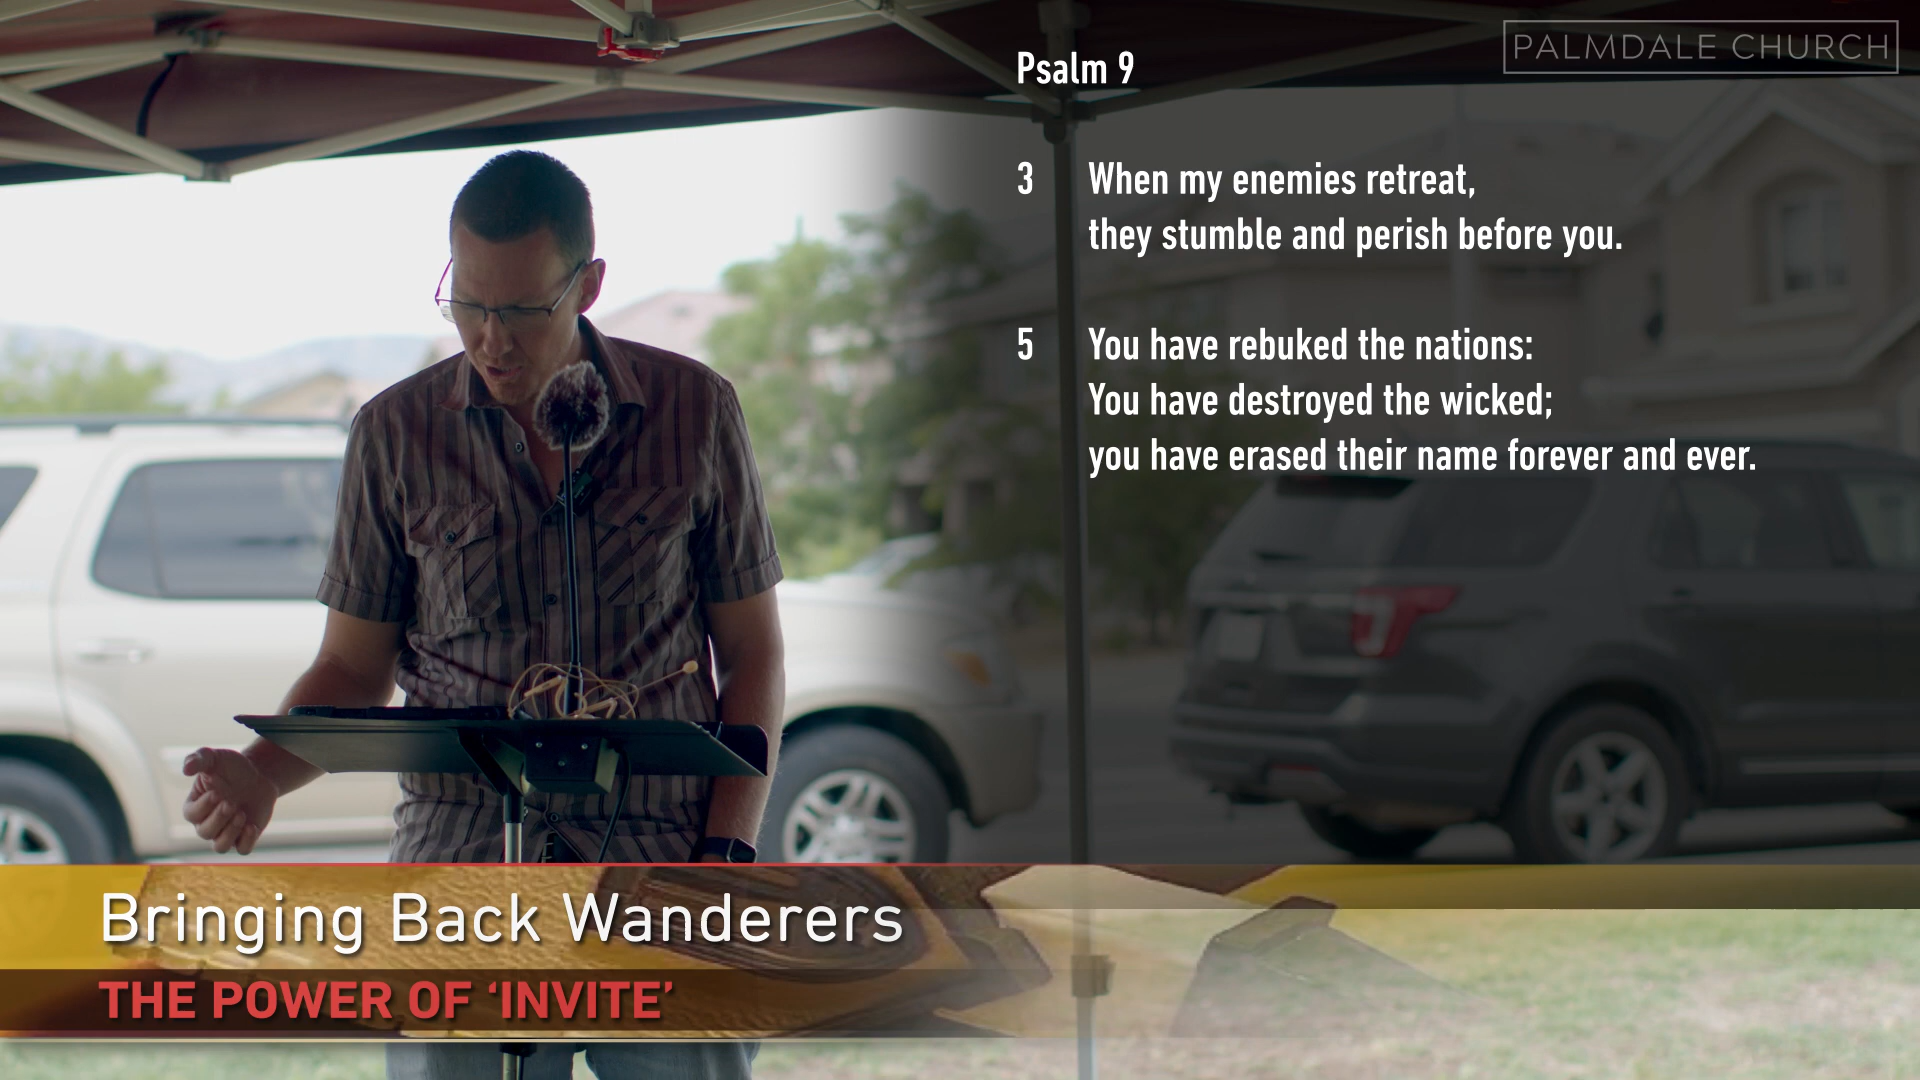 PALMDALE CHURCH
Psalm 9
3 When my enemies retreat,
they stumble and perish before you.
5 You have rebuked the nations:
You have destroyed the wicked;
you have erased their name forever and ever.
Bringing Back Wanderers
THE POWER OF ‘INVITE’